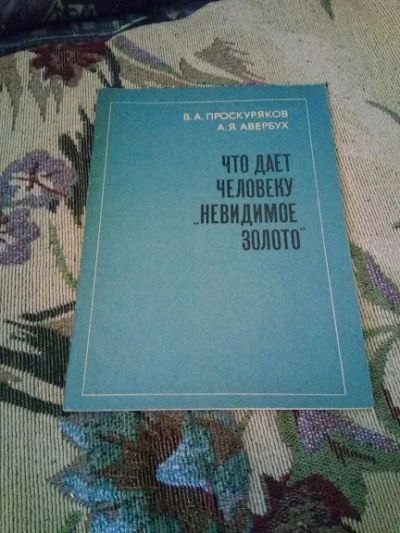 В. А. ПРОСКУРЯКОВ
А. Я. АВЕРБУХ
ЧТО ДАЕТ
ЧЕЛОВЕКУ
„НЕВИДИМОЕ
ЗОЛОТО"